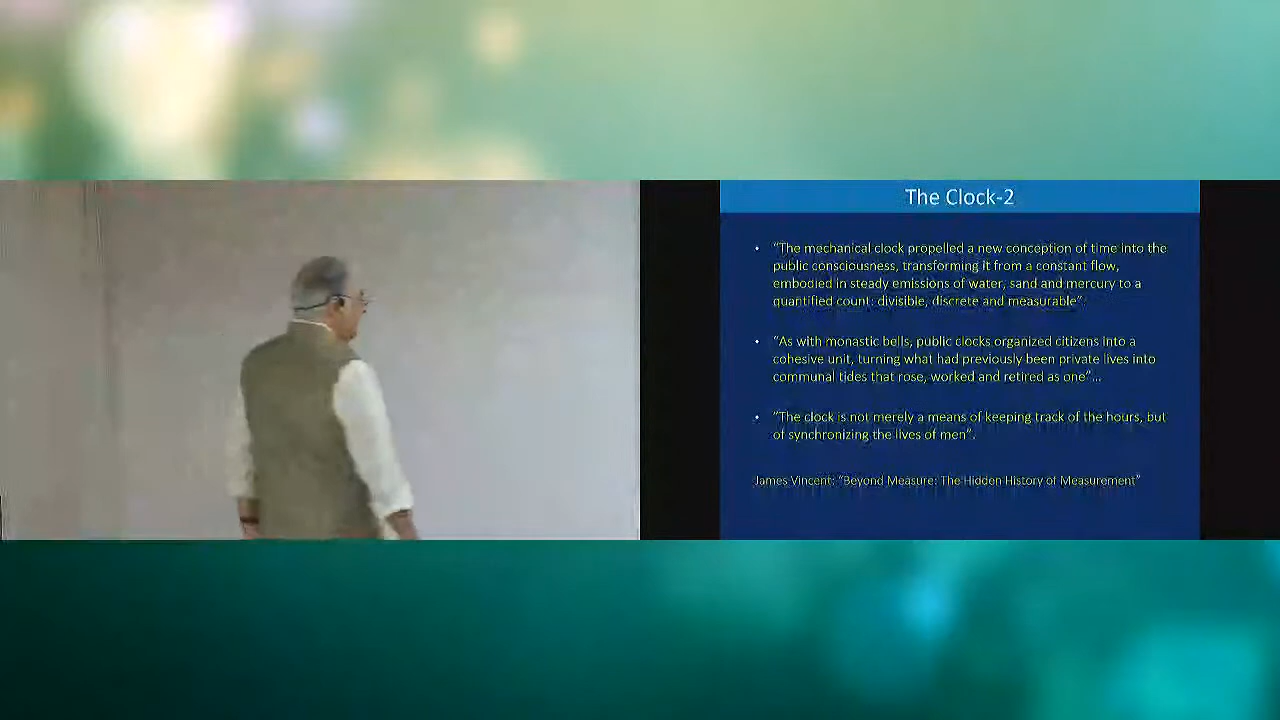 The Clock-2
• “The mechanical clock propelled a new conception of time into the
public consciousness, transforming it from a constant flow,
embodied in steady emissions of water, sand and mercury to a
quantified count: divisible, discrete and measurable”.
• “As with monastic bells, public clocks organized citizens into a
cohesive unit, turning what had previously been private lives into
communal tides that rose, worked and retired as one”…
• “The clock is not merely a means of keeping track of the hours, but
of synchronizing the lives of men”.
James Vincent: “Beyond Measure: The Hidden History of Measurement”